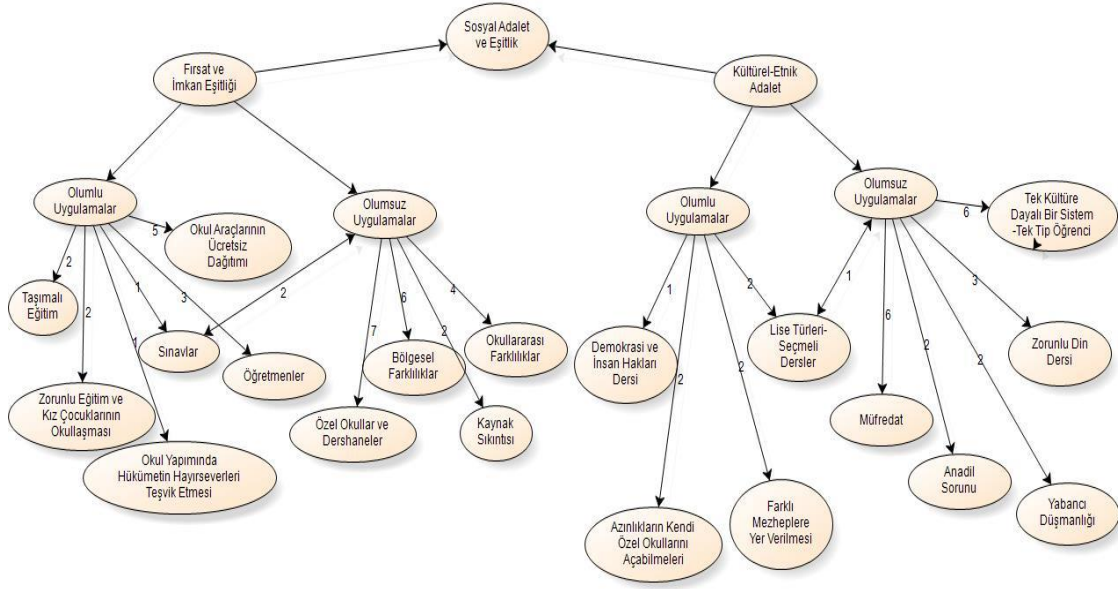 Sosyal Adalet
ve Eşitlik
Fırsat ve
İmkan Eşitliği
Kültürel-Etnik
Adalet
Olumlu
Uygulamalar
Olumsuz
Uygulamalar
Olumlu
Uygulamalar
Olumsuz
Uygulamalar
5
Okul Araçlarının
Ücretsiz
Dağıtımı
6
Tek Kültüre
Dayalı Bir Sistem
-Tek Tip Öğrenci
2
2
1
1
3
2
7
6
2
4
1
2
2
2
1
6
2
2
3
Taşımalı
Eğitim
Sınavlar
Öğretmenler
Bölgesel
Farklılıklar
Okullararası
Farklılıklar
Demokrasi ve
İnsan Hakları
Dersi
Lise Türleri-
Seçmeli
Dersler
Zorunlu Din
Dersi
Zorunlu Eğitim ve
Kız Çocuklarının
Okullaşması
Özel Okullar ve
Dershaneler
Kaynak
Sıkıntısı
Müfredat
Okul Yapımında
Hükümetin Hayırseverleri
Teşvik Etmesi
Anadil
Sorunu
Yabancı
Düşmanlığı
Azınlıkların Kendi
Özel Okullarını
Açabilmeleri
Farklı
Mezheplere
Yer Verilmesi